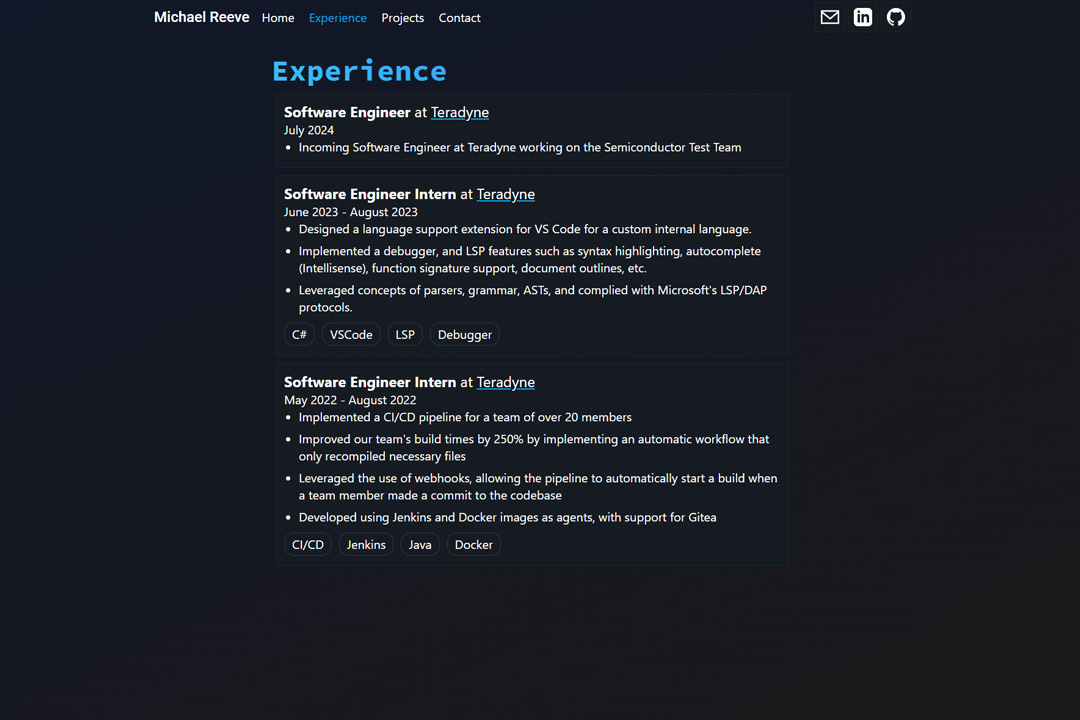 Michael Reeve Home Experience Projects Contact
Experience
Software Engineer at Teradyne
July 2024
• Incoming Software Engineer at Teradyne working on the Semiconductor Test Team
Software Engineer Intern at Teradyne
June 2023 - August 2023
• Designed a language support extension for VS Code for a custom internal language.
• Implemented a debugger, and LSP features such as syntax highlighting, autocomplete
(Intellisense), function signature support, document outlines, etc.
• Leveraged concepts of parsers, grammar, ASTs, and complied with Microsoft's LSP/DAP
protocols.
C# VSCode LSP Debugger
Software Engineer Intern at Teradyne
May 2022 - August 2022
• Implemented a CI/CD pipeline for a team of over 20 members
• Improved our team's build times by 250% by implementing an automatic workflow that
only recompiled necessary files
• Leveraged the use of webhooks, allowing the pipeline to automatically start a build when
a team member made a commit to the codebase
• Developed using Jenkins and Docker images as agents, with support for Gitea
CI/CD Jenkins Java Docker